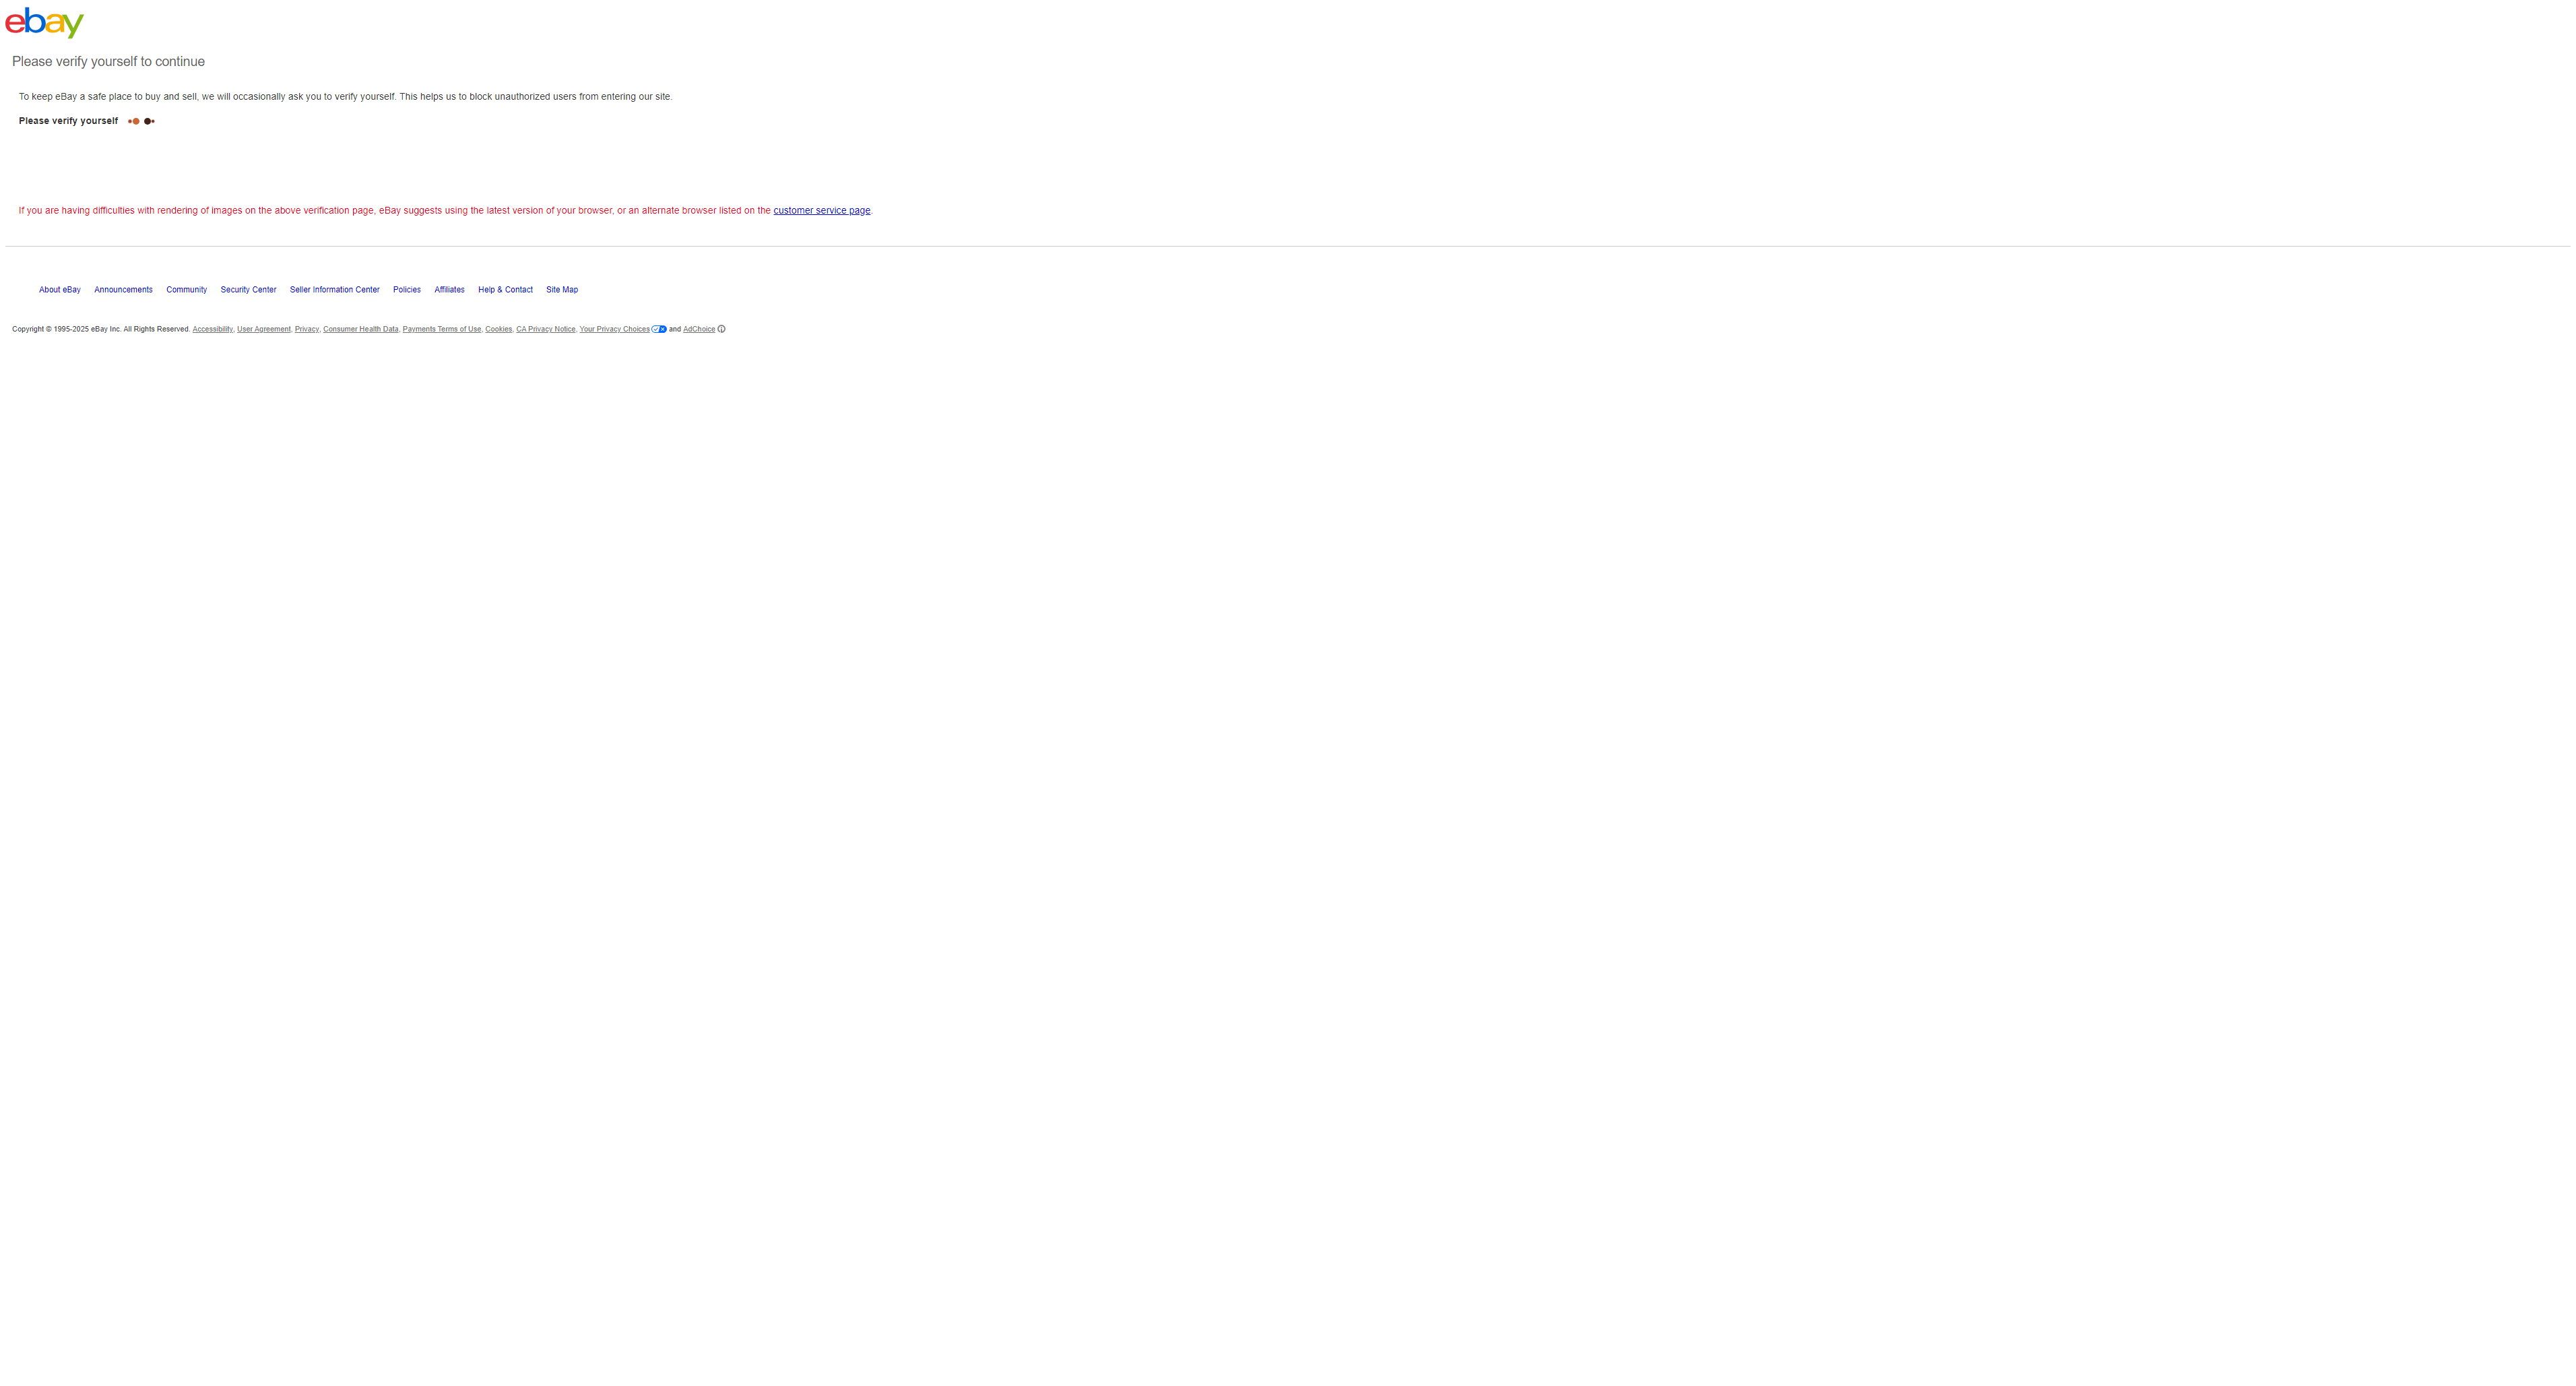 ebay
Please verify yourself to continue
To keep eBay a safe place to buy and sell, we will occasionally ask you to verify yourself. This helps us to block unauthorized users from entering our site.
Please verify yourself
If you are having difficulties with rendering of images on the above verification page, eBay suggests using the latest version of your browser, or an alternate browser listed on the customer service page.
About eBay Announcements Community Security Center Seller Information Center Policies Affiliates Help & Contact Site Map
Copyright © 1995-2025 eBay Inc. All Rights Reserved. Accessibility, User Agreement, Privacy, Consumer Health Data, Payments Terms of Use, Cookies, CA Privacy Notice, Your Privacy Choices and AdChoice